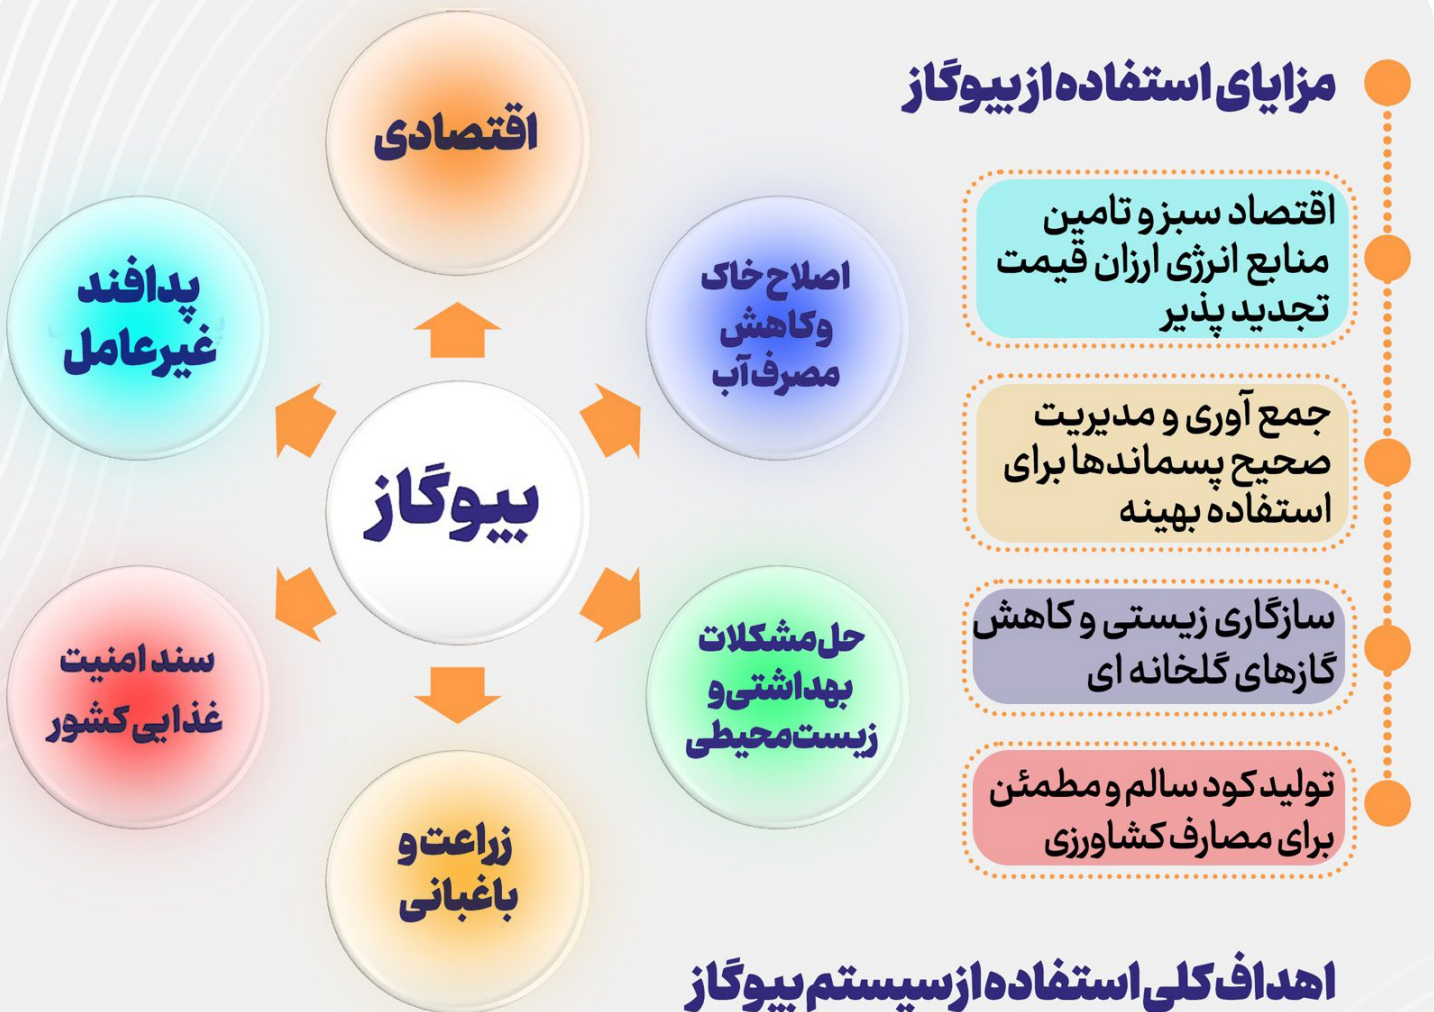 مزایای استفاده از بیوگاز
اقتصاد سبز و تامین
منابع انرژی ارزان قیمت
تجدید پذیر
جمع آوری و مدیریت
صحیح پسماندها برای
استفاده بهینه
سازگاری زیستی و کاهش
گازهای گلخانه ای
تولید کود سالم و مطمئن
برای مصارف کشاورزی
اقتصادی
اصلاح خاک
و کاهش
مصرف آب
پدافند
غیرعامل
بیوگاز
حل مشکلات
بهداشتی و
زیست محیطی
سند امنیت
غذایی کشور
زراعت و
باغبانی
اهداف کلی استفاده از سیستم بیوگاز